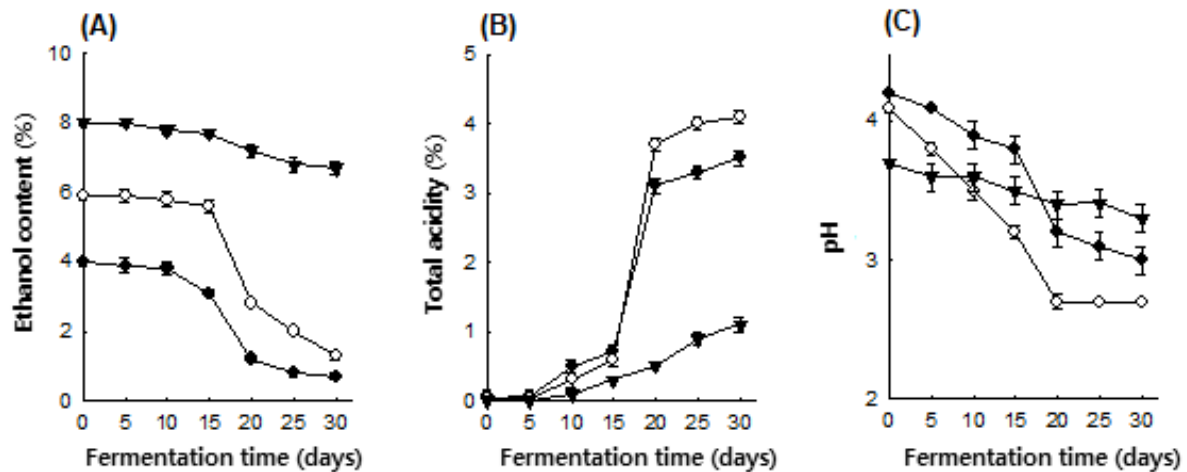 (A)
(B)
(C)
Ethanol content (%)
10
8
6
4
2
0
0 5 10 15 20 25 30
Fermentation time (days)
Total acidity (%)
5
4
3
2
1
0
0 5 10 15 20 25 30
Fermentation time (days)
pH
4
3
2
0 5 10 15 20 25 30
Fermentation time (days)